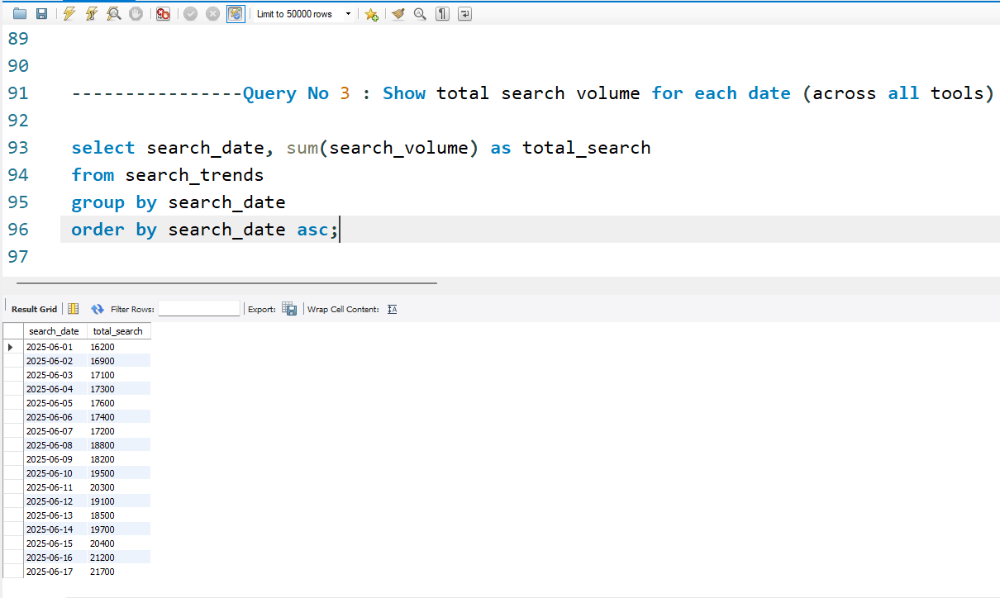 Limit to 50000 rows
89
90
91 ----------------Query No 3 : Show total search volume for each date (across all tools)
92
93 select search_date, sum(search_volume) as total_search
94 from search_trends
95 group by search_date
96 order by search_date asc;
97
Result Grid Filter Rows: Export: Wrap Cell Content:
search_date total_search
2025-06-01 16200
2025-06-02 16900
2025-06-03 17100
2025-06-04 17300
2025-06-05 17600
2025-06-06 17400
2025-06-07 17200
2025-06-08 18800
2025-06-09 18200
2025-06-10 19500
2025-06-11 20300
2025-06-12 19100
2025-06-13 18500
2025-06-14 19700
2025-06-15 20400
2025-06-16 21200
2025-06-17 21700